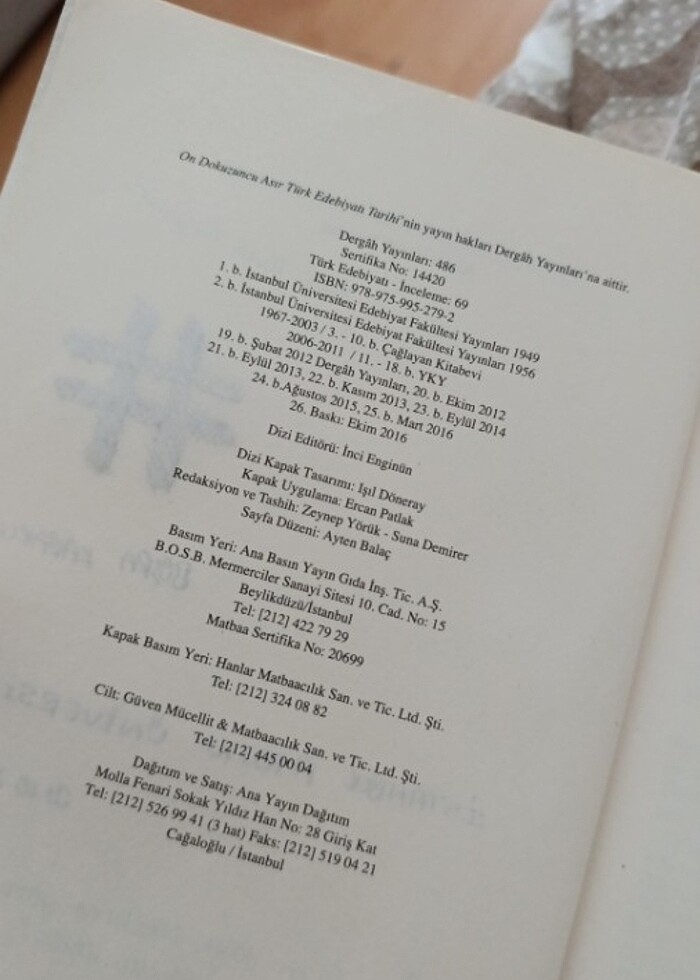 On Dokuzuncu Asır Türk Edebiyatı Tarihi'nin yayın hakları Dergâh Yayınları'na aittir.
Dergâh Yayınları: 486
Sertifika No: 14420
Türk Edebiyatı - İnceleme: 69
ISBN: 978-975-995-279-2
1. b. İstanbul Üniversitesi Edebiyat Fakültesi Yayınları 1949
2. b. İstanbul Üniversitesi Edebiyat Fakültesi Yayınları 1956
1967-2003 / 3. - 10. b. Çağlayan Kitabevi
2006-2011 / 11. - 18. b. YKY
19. b. Şubat 2012 Dergâh Yayınları, 20. b. Ekim 2012
21. b. Eylül 2013, 22. b. Kasım 2013, 23. b. Eylül 2014
24. b.Ağustos 2015, 25. b. Mart 2016
26. Baskı: Ekim 2016
Dizi Editörü: İnci Enginün
Dizi Kapak Tasarımı: Işıl Döneray
Kapak Uygulama: Ercan Patlak
Redaksiyon ve Tashih: Zeynep Yörük - Suna Demirer
Sayfa Düzeni: Ayten Balaç
Basım Yeri: Ana Basın Yayın Gıda İnş. Tic. A.Ş.
B.O.S.B. Mermerciler Sanayi Sitesi 10. Cad. No: 15
Beylikdüzü/İstanbul
Tel: [212] 422 79 29
Matbaa Sertifika No: 20699
Kapak Basım Yeri: Hanlar Matbaacılık San. ve Tic. Ltd. Şti.
Tel: [212] 324 08 82
Cilt: Güven Mücellit & Matbaacılık San. ve Tic. Ltd. Şti.
Tel: [212] 445 00 04
Dağıtım ve Satış: Ana Yayın Dağıtım
Molla Fenari Sokak Yıldız Han No: 28 Giriş Kat
Tel: [212] 526 99 41 (3 hat) Faks: [212] 519 04 21
Cağaloğlu / İstanbul